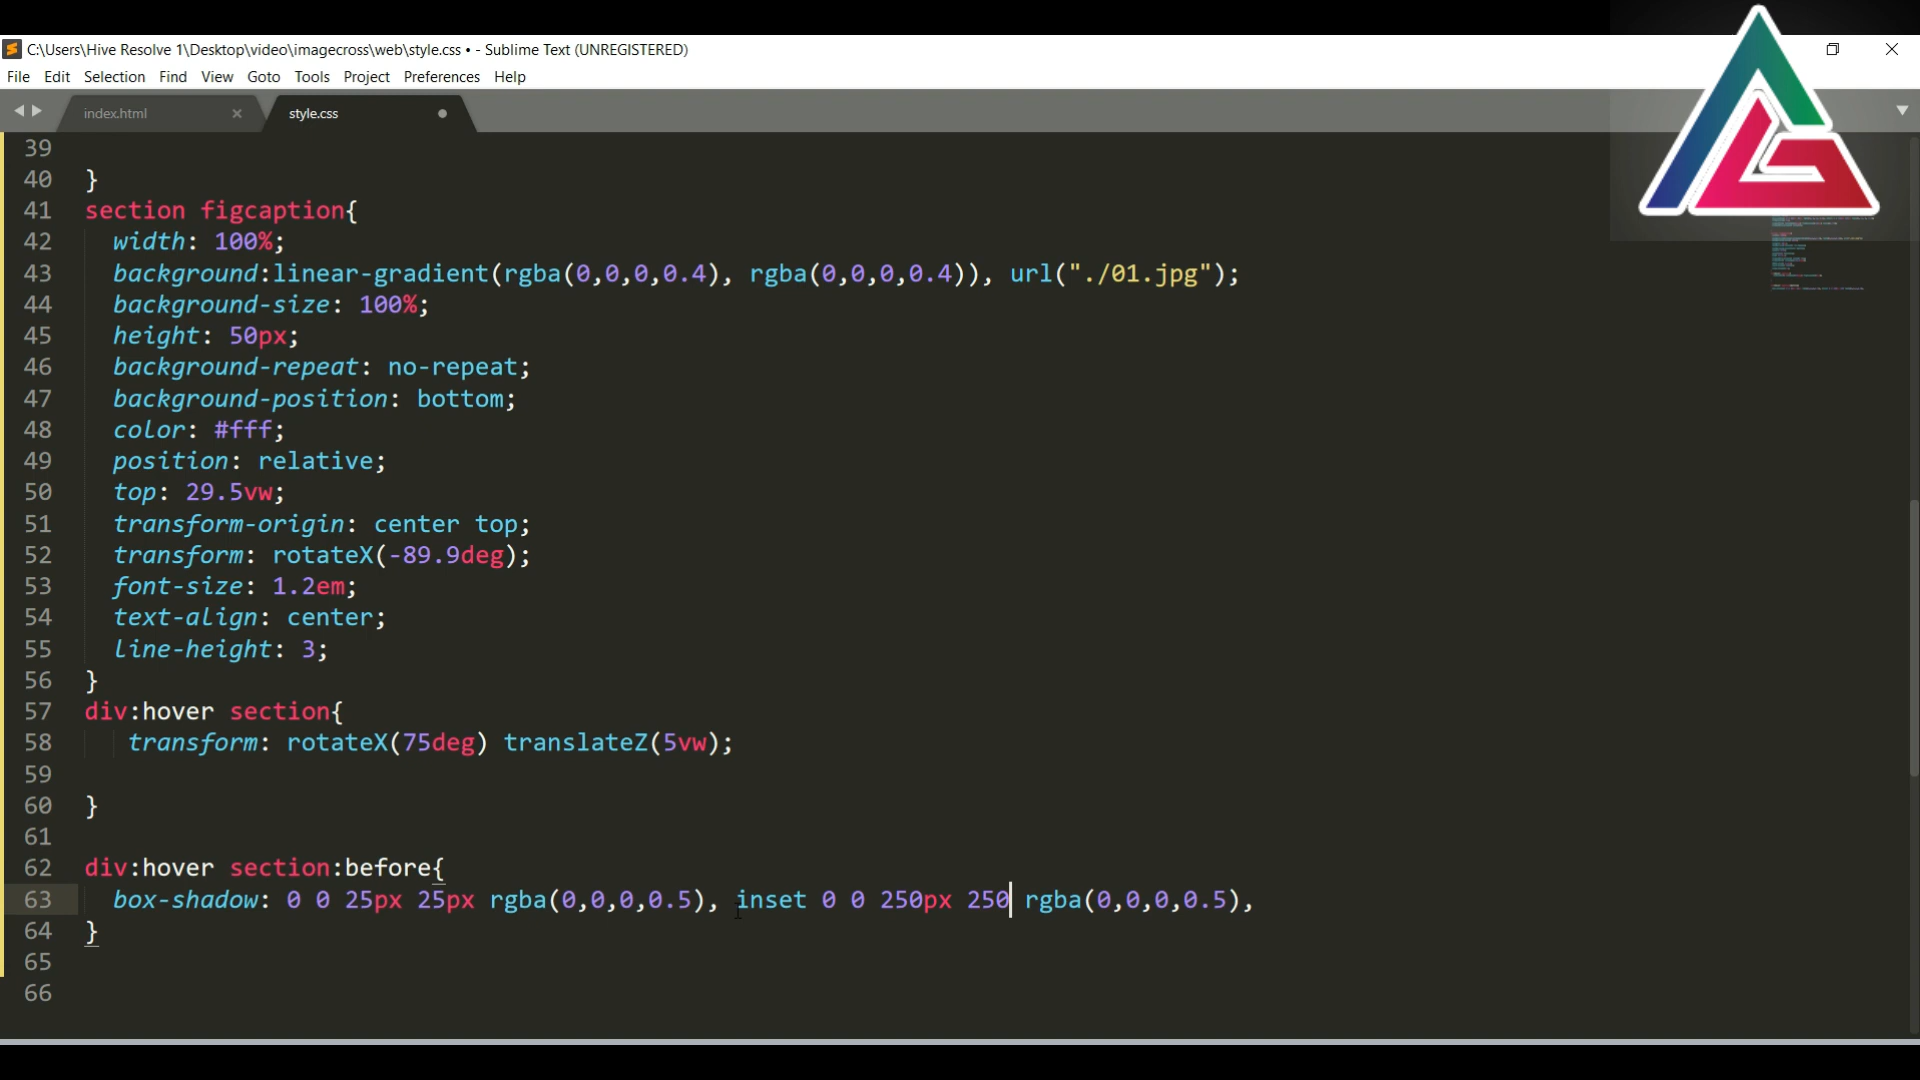 C:\Users\Hive Resolve 1\Desktop\video\imagecross\web\style.css • - Sublime Text (UNREGISTERED)
File Edit Selection Find View Goto Tools Project Preferences Help
index.html
style.css
39
40 }
41 section figcaption{
42 width: 100%;
43 background:linear-gradient(rgba(0,0,0,0.4), rgba(0,0,0,0.4)), url("./01.jpg");
44 background-size: 100%;
45 height: 50px;
46 background-repeat: no-repeat;
47 background-position: bottom;
48 color: #fff;
49 position: relative;
50 top: 29.5vw;
51 transform-origin: center top;
52 transform: rotateX(-89.9deg);
53 font-size: 1.2em;
54 text-align: center;
55 line-height: 3;
56 }
57 div:hover section{
58 transform: rotateX(75deg) translateZ(5vw);
59
60 }
61
62 div:hover section:before{
63 box-shadow: 0 0 25px 25px rgba(0,0,0,0.5), inset 0 0 250px 250 rgba(0,0,0,0.5),
64 }
65
66